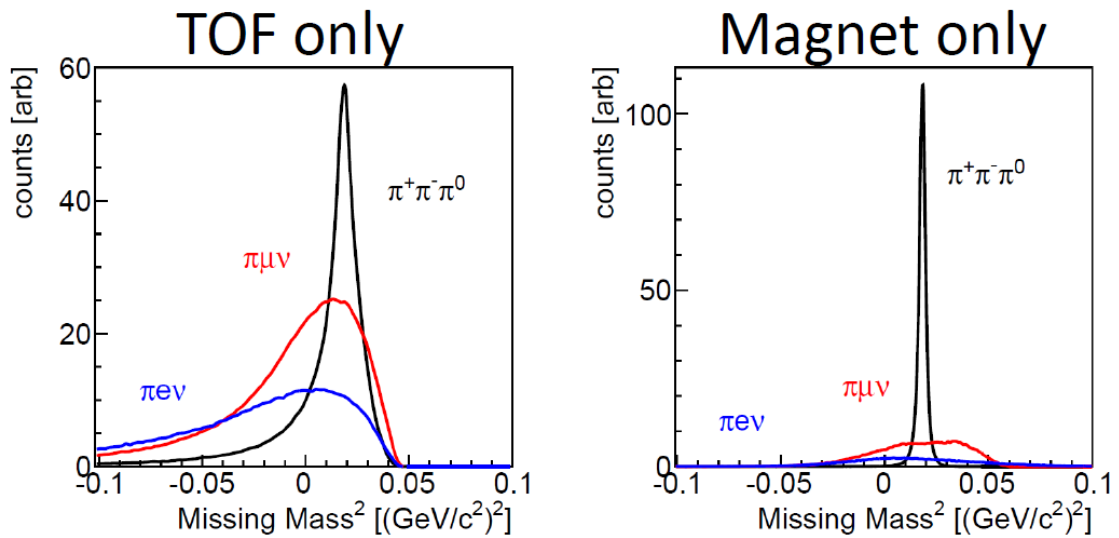 TOF only
counts [arb]
60
40
20
0
π⁺π⁻π⁰
πμν
πeν
-0.1
-0.05
0
0.05
0.1
Missing Mass² [(GeV/c²)²]
Magnet only
counts [arb]
100
50
0
π⁺π⁻π⁰
πμν
πeν
-0.1
-0.05
0
0.05
0.1
Missing Mass² [(GeV/c²)²]